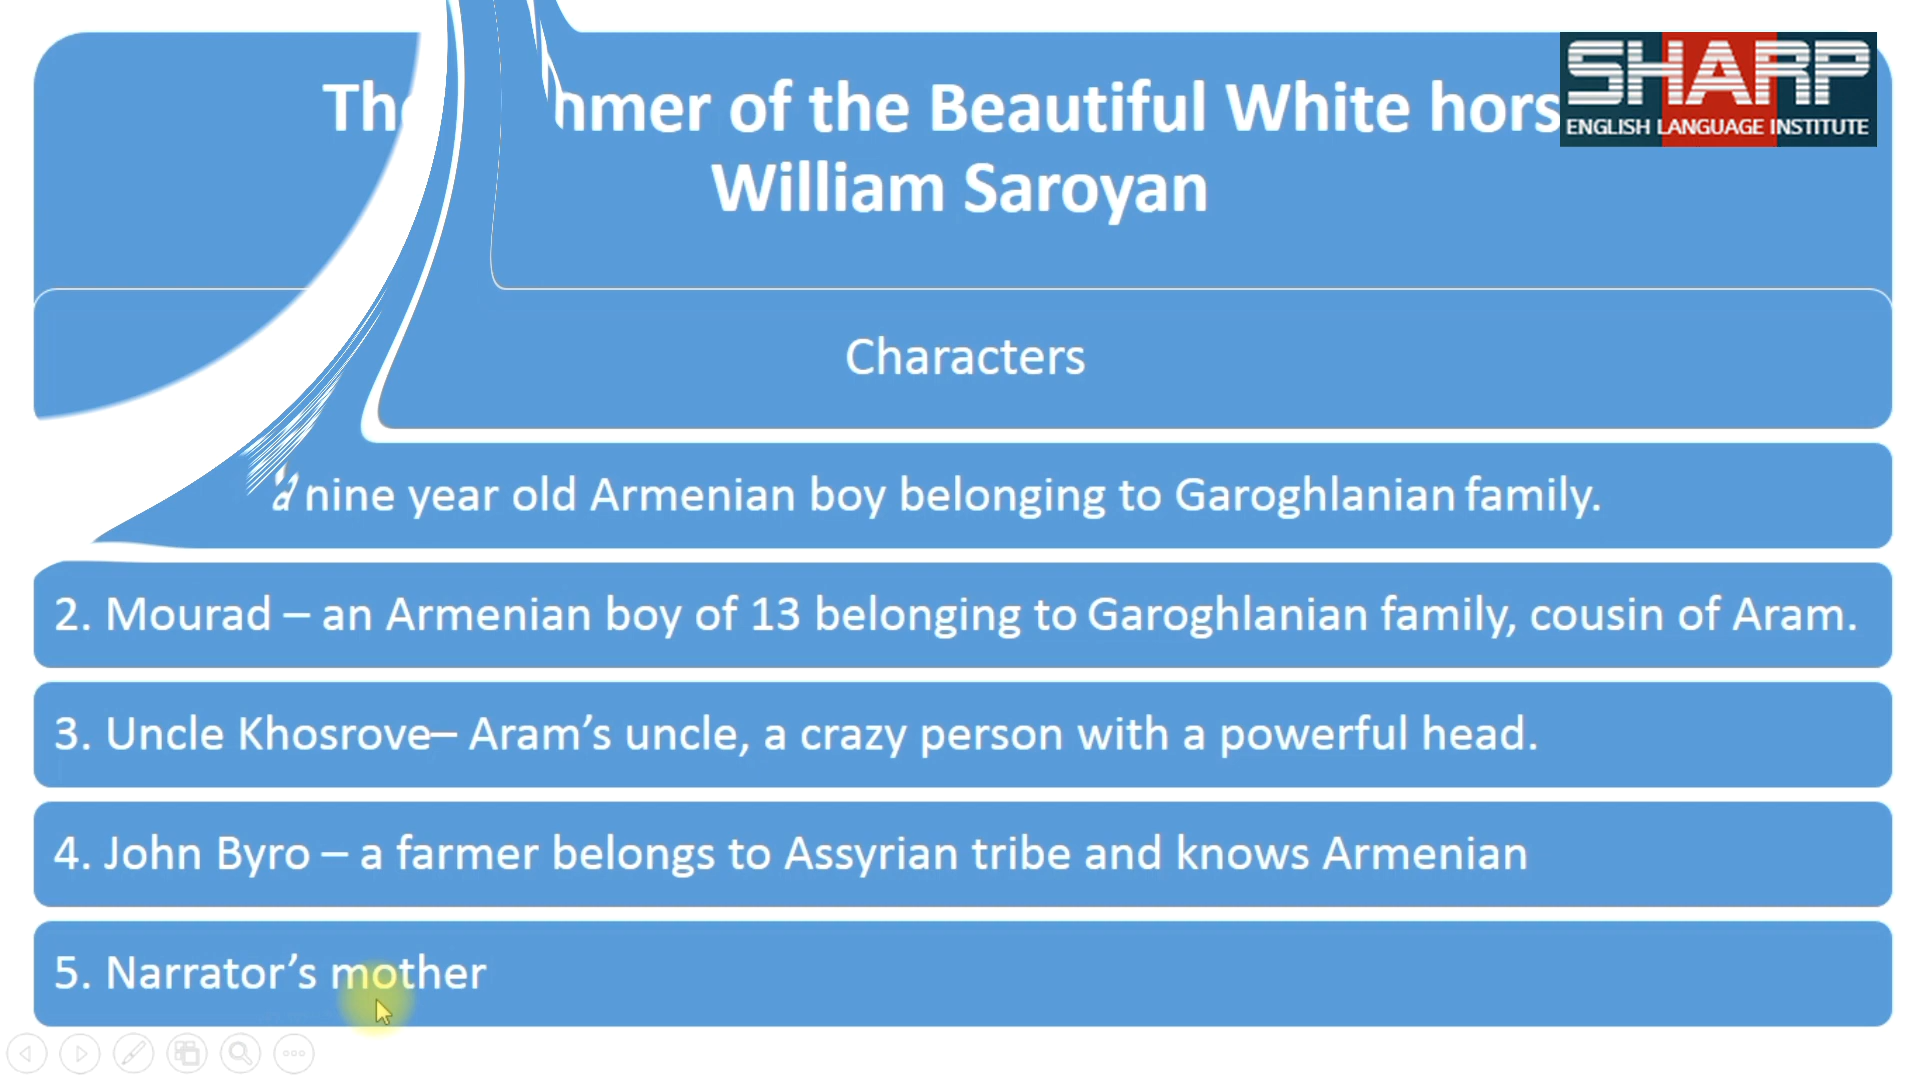 of the Beautiful White
SHARP
ENGLISH LANGUAGE INSTITUTE
William Saroyan
Characters
nine year old Armenian boy belonging to Garoghlanian family.
2. Mourad – an Armenian boy of 13 belonging to Garoghlanian family, cousin of Aram.
3. Uncle Khosrove– Aram’s uncle, a crazy person with a powerful head.
4. John Byro – a farmer belongs to Assyrian tribe and knows Armenian
5. Narrator’s mother